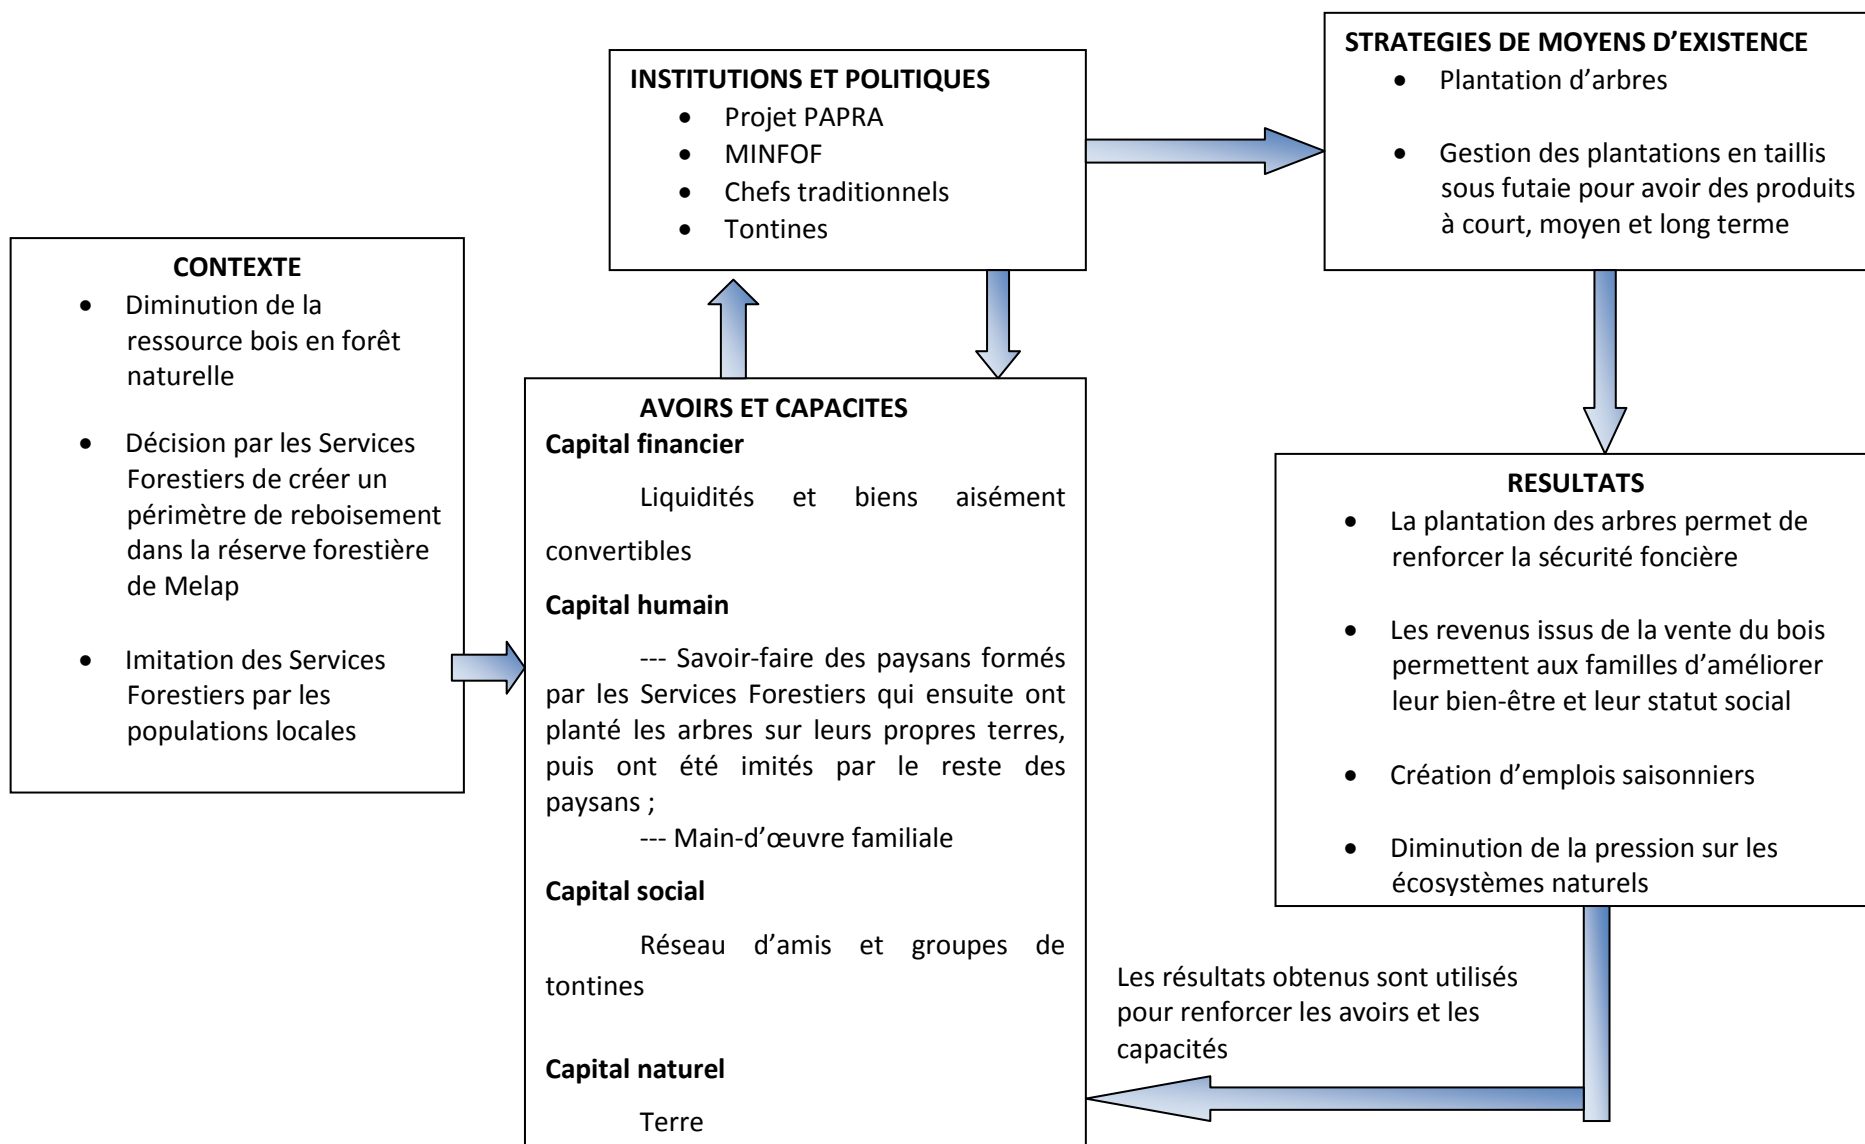 CONTEXTE
• Diminution de la
ressource bois en forêt
naturelle
• Décision par les Services
Forestiers de créer un
périmètre de reboisement
dans la réserve forestière
de Melap
• Imitation des Services
Forestiers par les
populations locales
INSTITUTIONS ET POLITIQUES
• Projet PAPRA
• MINFOF
• Chefs traditionnels
• Tontines
AVOIRS ET CAPACITES
Capital financier
Liquidités et biens aisément
convertibles
Capital humain
--- Savoir-faire des paysans formés
par les Services Forestiers qui ensuite ont
planté les arbres sur leurs propres terres,
puis ont été imités par le reste des
paysans ;
--- Main-d’œuvre familiale
Capital social
Réseau d’amis et groupes de
tontines
Capital naturel
Terre
STRATEGIES DE MOYENS D’EXISTENCE
• Plantation d’arbres
• Gestion des plantations en taillis
sous futaie pour avoir des produits
à court, moyen et long terme
RESULTATS
• La plantation des arbres permet de
renforcer la sécurité foncière
• Les revenus issus de la vente du bois
permettent aux familles d’améliorer
leur bien-être et leur statut social
• Création d’emplois saisonniers
• Diminution de la pression sur les
écosystèmes naturels
Les résultats obtenus sont utilisés
pour renforcer les avoirs et les
capacités